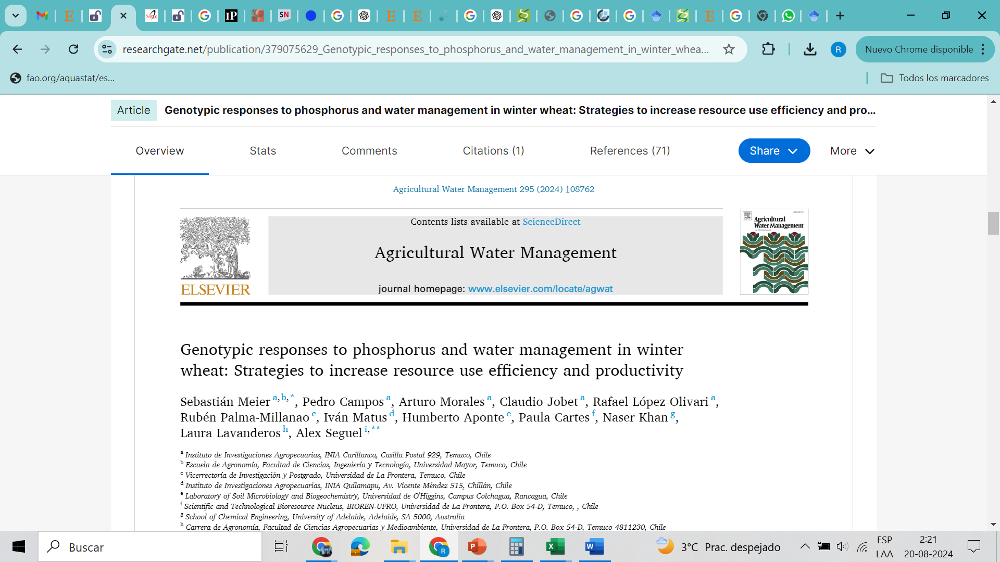 researchgate.net/publication/379075629_Genotypic_responses_to_phosphorus_and_water_management_in_winter_whea...
R
Nuevo Chrome disponible
fao.org/aquastat/es...
Todos los marcadores
Article
Genotypic responses to phosphorus and water management in winter wheat: Strategies to increase resource use efficiency and pro...
Overview
Stats
Comments
Citations (1)
References (71)
Share
More
Agricultural Water Management 295 (2024) 108762
Contents lists available at ScienceDirect
Agricultural Water Management
journal homepage: www.elsevier.com/locate/agwat
ELSEVIER
Agricultural
Water Management
Genotypic responses to phosphorus and water management in winter
wheat: Strategies to increase resource use efficiency and productivity
Sebastián Meier a,b,*, Pedro Campos a, Arturo Morales a, Claudio Jobet a, Rafael López-Olivari a,
Rubén Palma-Millanao c, Iván Matus d, Humberto Aponte e, Paula Cartes f, Naser Khan g,
Laura Lavanderos h, Alex Seguel i,**
a Instituto de Investigaciones Agropecuarias, INIA Carillanca, Casilla Postal 929, Temuco, Chile
b Escuela de Agronomía, Facultad de Ciencias, Ingeniería y Tecnología, Universidad Mayor, Temuco, Chile
c Vicerrectoría de Investigación y Postgrado, Universidad de La Frontera, Temuco, Chile
d Instituto de Investigaciones Agropecuarias, INIA Quilamapu, Av. Vicente Méndez 515, Chillán, Chile
e Laboratory of Soil Microbiology and Biogeochemistry, Universidad de O'Higgins, Campus Colchagua, Rancagua, Chile
f Scientific and Technological Bioresource Nucleus, BIOREN-UFRO, Universidad de La Frontera, P.O. Box 54-D, Temuco, , Chile
g School of Chemical Engineering, University of Adelaide, Adelaide, SA 5000, Australia
h Carrera de Agronomía, Facultad de Ciencias Agropecuarias y Medioambiente, Universidad de La Frontera, P.O. Box 54-D, Temuco 4811230, Chile
Buscar
3°C Prac. despejado
ESP
LAA
2:21
20-08-2024